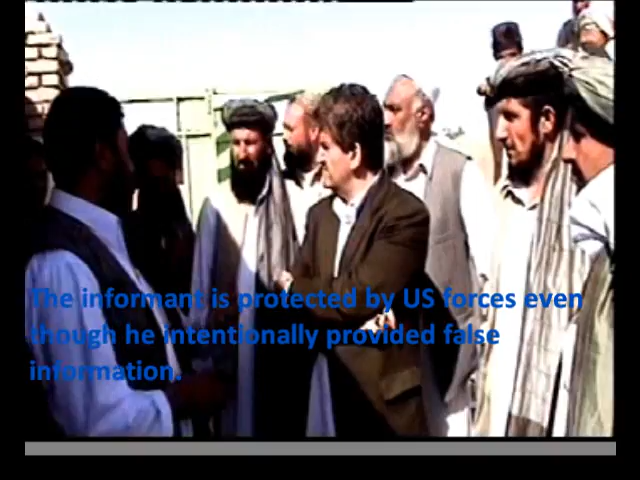 The informant is protected by US forces even
though he intentionally provided false
information.